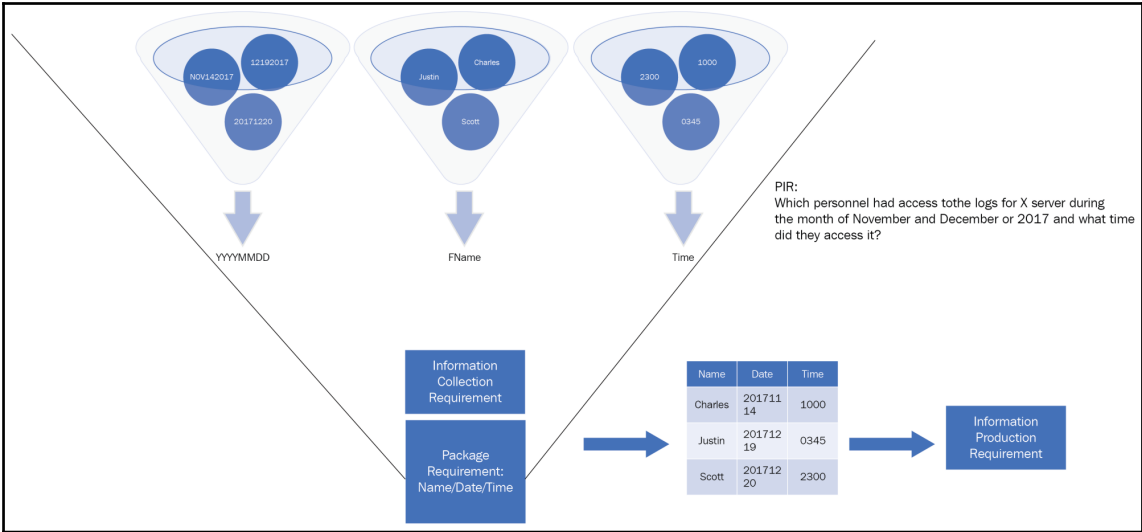 NOV142017
12192017
20171220
Justin
Charles
Scott
2300
1000
0345
YYYYMMDD
FName
Time
PIR:
Which personnel had access tothe logs for X server during
the month of November and December or 2017 and what time
did they access it?
Information
Collection
Requirement
Package
Requirement:
Name/Date/Time
Name Date Time
Charles 201711
14 1000
Justin 201712
19 0345
Scott 201712
20 2300
Information
Production
Requirement